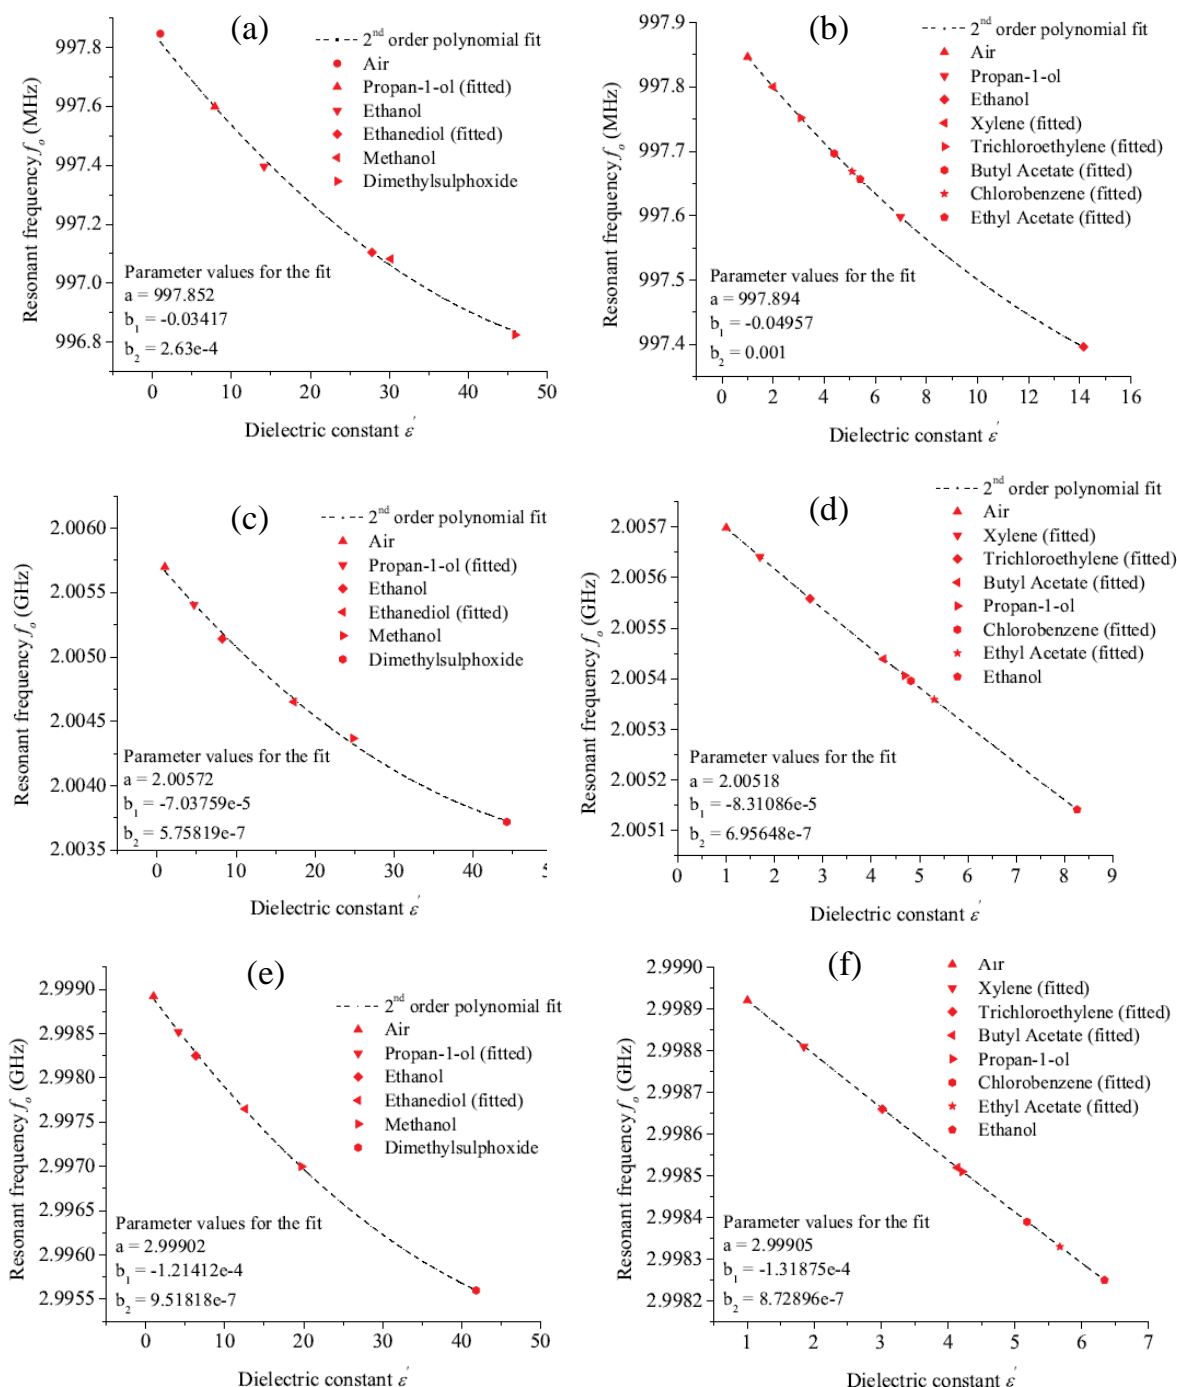 (a)
2nd order polynomial fit
Air
Propan-1-ol (fitted)
Ethanol
Ethanediol (fitted)
Methanol
Dimethylsulphoxide
Resonant frequency fo (MHz)
997.8
997.6
997.4
997.2
997.0
996.8
Parameter values for the fit
a = 997.852
b1 = -0.03417
b2 = 2.63e-4
0 10 20 30 40 50
Dielectric constant ε'
(b)
2nd order polynomial fit
Air
Propan-1-ol
Ethanol
Xylene (fitted)
Trichloroethylene (fitted)
Butyl Acetate (fitted)
Chlorobenzene (fitted)
Ethyl Acetate (fitted)
Resonant frequency fo (MHz)
997.9
997.8
997.7
997.6
997.5
997.4
Parameter values for the fit
a = 997.894
b1 = -0.04957
b2 = 0.001
0 2 4 6 8 10 12 14 16
Dielectric constant ε'
(c)
2nd order polynomial fit
Air
Propan-1-ol (fitted)
Ethanol
Ethanediol (fitted)
Methanol
Dimethylsulphoxide
Resonant frequency fo (GHz)
2.0060
2.0055
2.0050
2.0045
2.0040
2.0035
Parameter values for the fit
a = 2.00572
b1 = -7.03759e-5
b2 = 5.75819e-7
0 10 20 30 40
Dielectric constant ε'
(d)
2nd order polynomial fit
Air
Xylene (fitted)
Trichloroethylene (fitted)
Butyl Acetate (fitted)
Propan-1-ol
Chlorobenzene (fitted)
Ethyl Acetate (fitted)
Ethanol
Resonant frequency fo (GHz)
2.0057
2.00556
2.00555
2.00554
2.00553
2.00552
2.00551
Parameter values for the fit
a = 2.00518
b1 = -8.31086e-5
b2 = 6.95648e-7
0 1 2 3 4 5 6 7 8 9
Dielectric constant ε'
(e)
2nd order polynomial fit
Air
Propan-1-ol (fitted)
Ethanol
Ethanediol (fitted)
Methanol
Dimethylsulphoxide
Resonant frequency fo (GHz)
2.9990
2.9985
2.9980
2.9975
2.9970
2.9965
2.9960
2.9955
Parameter values for the fit
a = 2.99902
b1 = -1.21412e-4
b2 = 9.51818e-7
0 10 20 30 40 50
Dielectric constant ε'
(f)
Air
Xylene (fitted)
Trichloroethylene (fitted)
Butyl Acetate (fitted)
Propan-1-ol
Chlorobenzene (fitted)
Ethyl Acetate (fitted)
Ethanol
Resonant frequency fo (GHz)
2.9990
2.9989
2.9988
2.9987
2.9986
2.9985
2.9984
2.9983
2.9982
Parameter values for the fit
a = 2.99905
b1 = -1.31875e-4
b2 = 8.72896e-7
1 2 3 4 5 6 7
Dielectric constant ε'